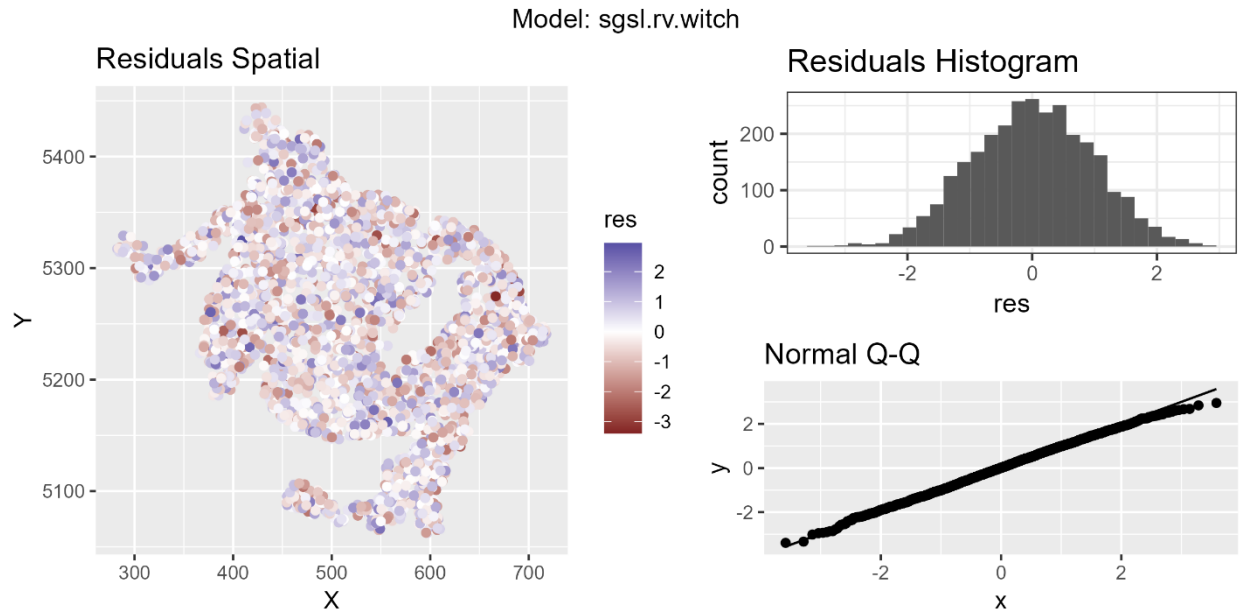 Model: sgsl.rv.witch
Residuals Spatial
5400
5300
5200
5100
Y
300 400 500 600 700
X
res
2
1
0
-1
-2
-3
Residuals Histogram
200
100
0
count
-2 0 2
res
Normal Q-Q
2
0
-2
y
-2 0 2
x